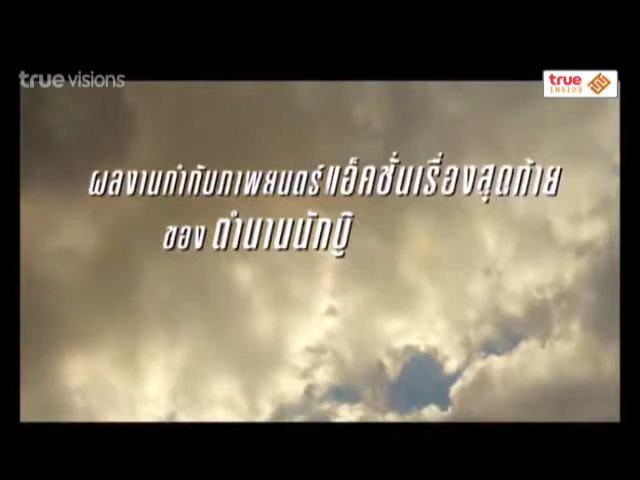 true visions
true
INSIDE
ผลงานกำกับภาพยนตร์แอ็คชั่นเรื่องสุดท้าย
ของ ตำนานนักบู๊